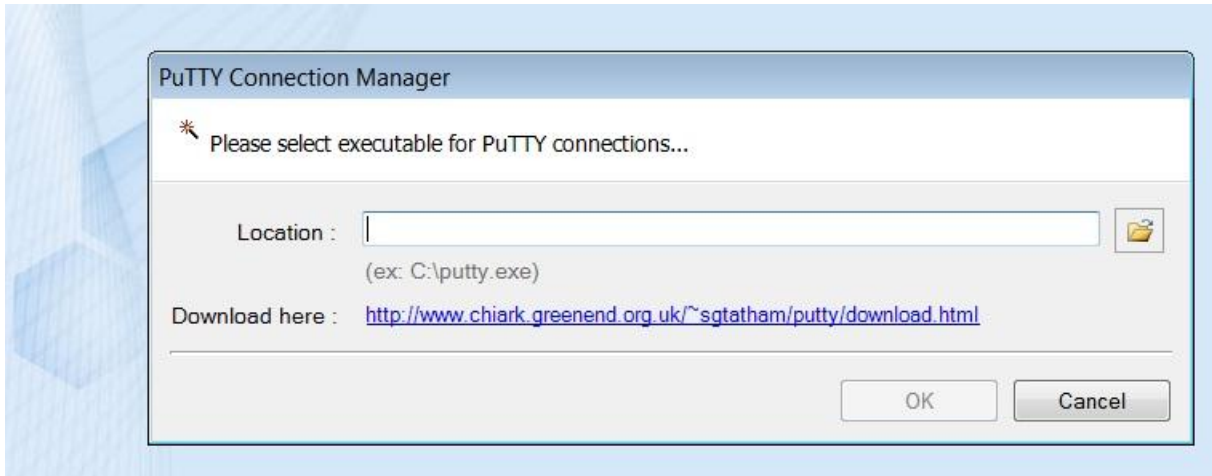 PuTTY Connection Manager
Please select executable for PuTTY connections...
Location :
(ex: C:\putty.exe)
Download here : http://www.chiark.greenend.org.uk/~sgtatham/putty/download.html
OK Cancel